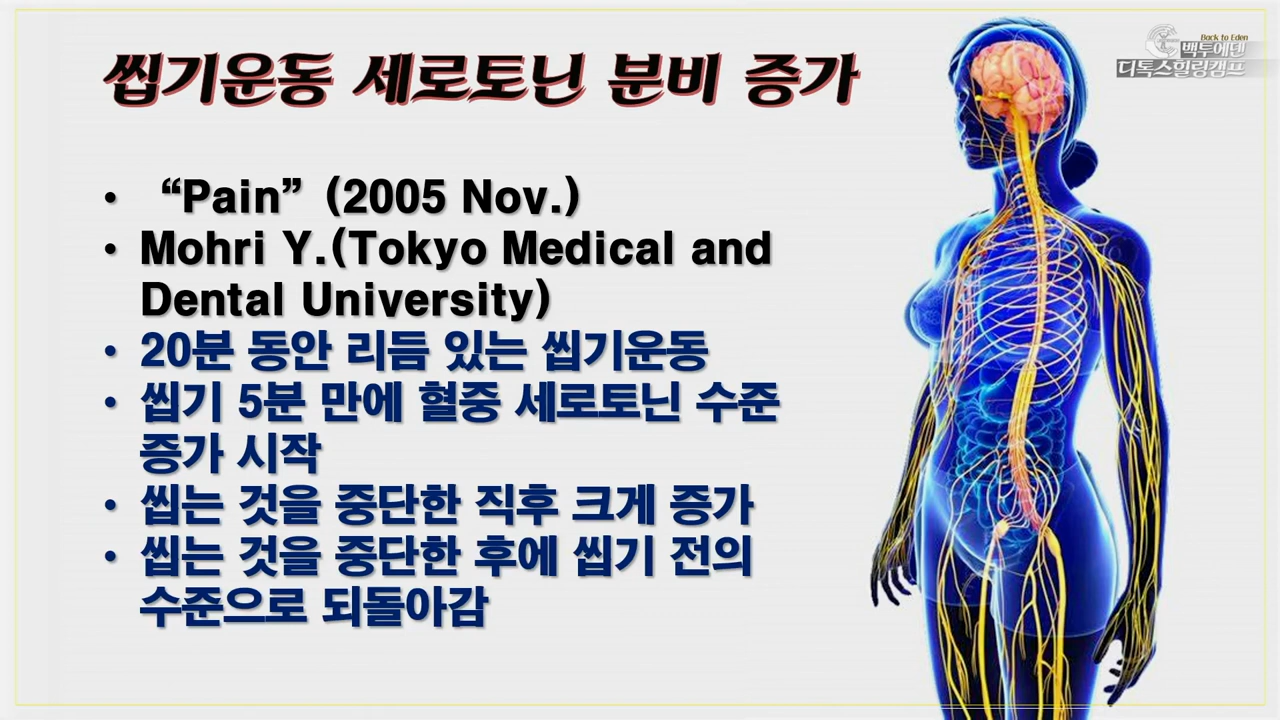 Back to Eden
백투에덴
디톡스힐링캠프
씹기운동 세로토닌 분비 증가
• “Pain” (2005 Nov.)
• Mohri Y.(Tokyo Medical and
Dental University)
• 20분 동안 리듬 있는 씹기운동
• 씹기 5분 만에 혈중 세로토닌 수준
증가 시작
• 씹는 것을 중단한 직후 크게 증가
• 씹는 것을 중단한 후에 씹기 전의
수준으로 되돌아감